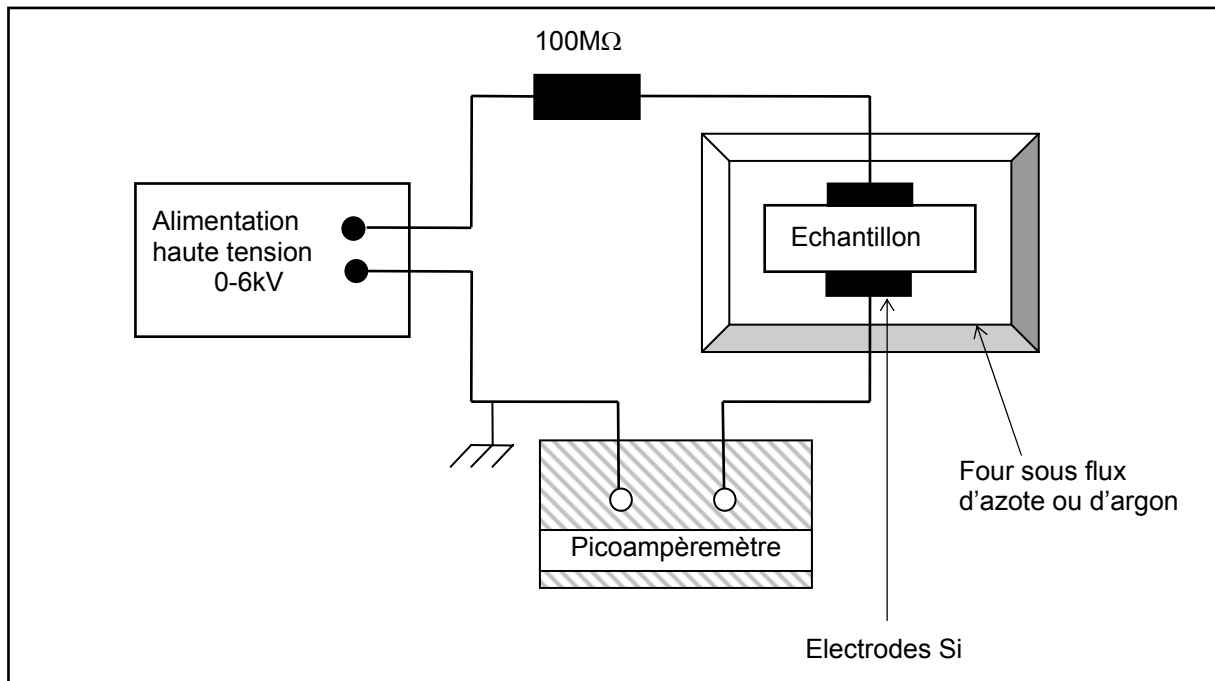 100MΩ
Alimentation
haute tension
0-6kV
Echantillon
Four sous flux
d’azote ou d’argon
Picoampèremètre
Electrodes Si